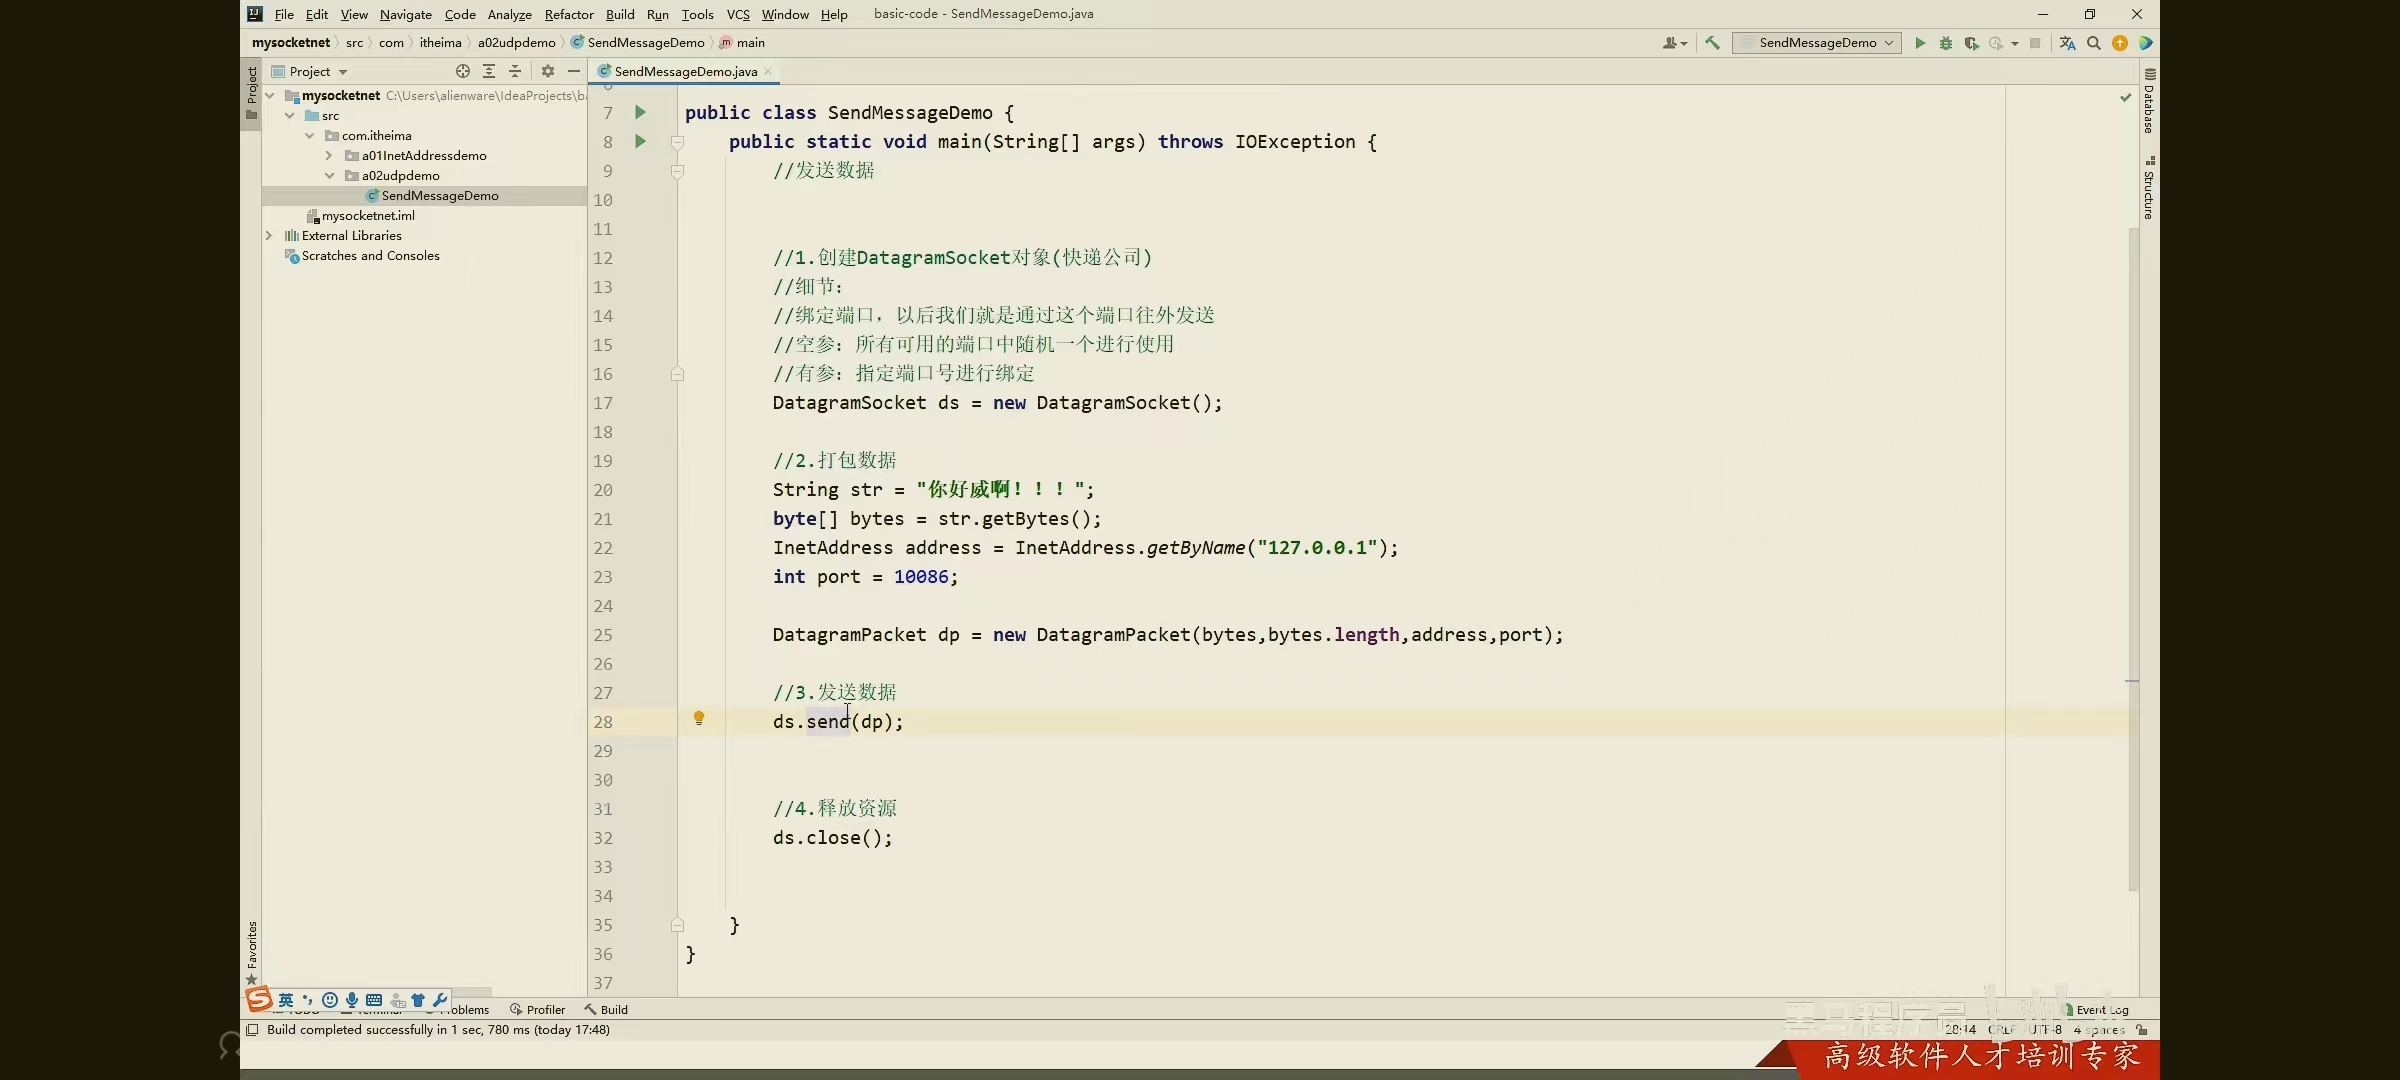 File Edit View Navigate Code Analyze Refactor Build Run Tools VCS Window Help basic-code - SendMessageDemo.java
mysocketnet src com itheima a02udpdemo SendMessageDemo main
SendMessageDemo
Project
Project
SendMessageDemo.java
mysocketnet C:\Users\alienware\IdeaProjects\b
src
com.itheima
a01InetAddressdemo
a02udpdemo
SendMessageDemo
mysocketnet.iml
External Libraries
Scratches and Consoles
7 public class SendMessageDemo {
8 public static void main(String[] args) throws IOException {
9 //发送数据
10
11
12 //1.创建DatagramSocket对象(快递公司)
13 //细节：
14 //绑定端口，以后我们就是通过这个端口往外发送
15 //空参：所有可用的端口中随机一个进行使用
16 //有参：指定端口号进行绑定
17 DatagramSocket ds = new DatagramSocket();
18
19 //2.打包数据
20 String str = "你好威啊！！！";
21 byte[] bytes = str.getBytes();
22 InetAddress address = InetAddress.getByName("127.0.0.1");
23 int port = 10086;
24
25 DatagramPacket dp = new DatagramPacket(bytes,bytes.length,address,port);
26
27 //3.发送数据
28 ds.send(dp);
29
30
31 //4.释放资源
32 ds.close();
33
34
35 }
36 }
37
Database
Structure
Favorites
英
Profiler Build Event Log
Build completed successfully in 1 sec, 780 ms (today 17:48)
28:14 CRLF UTF-8 4 spaces
黑马程序员
高级软件人才培训专家